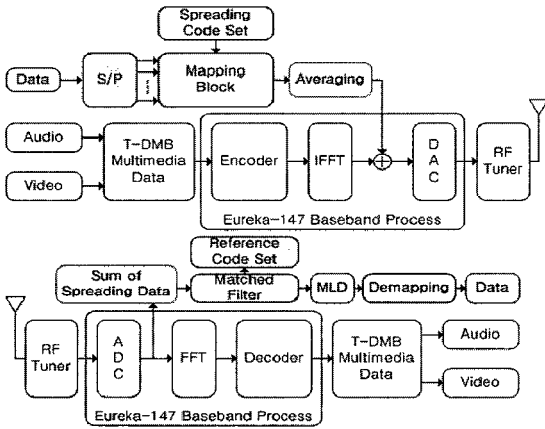 Spreading
Code Set
Data
S/P
Mapping
Block
Averaging
Audio
Video
T-DMB
Multimedia
Data
Encoder
IFFT
D
A
C
RF
Tuner
Eureka-147 Baseband Process
Reference
Code Set
Sum of
Spreading Data
Matched
Filter
MLD
Demapping
Data
RF
Tuner
A
D
C
FFT
Decoder
T-DMB
Multimedia
Data
Audio
Video
Eureka-147 Baseband Process